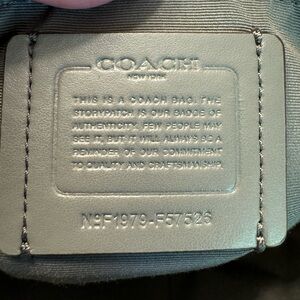 COACH
NEW YORK
THIS IS A COACH BAG. THE
STORYPATCH IS OUR BADGE OF
AUTHENTICITY. FEW PEOPLE MAY
SEE IT, BUT IT WILL ALWAYS BE A
REMINDER OF OUR COMMITMENT
TO QUALITY AND CRAFTSMANSHIP.
NºF1979-F57526